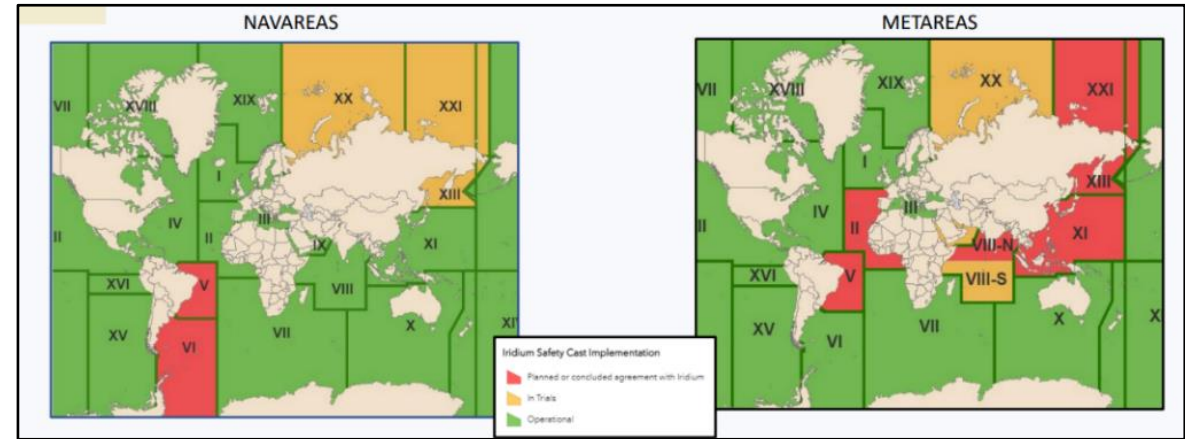 NAVAREAS
METAREAS
VII
XVIII
XIX
XX
XXI
I
XIII
IV
III
II
II
IX
XI
XVI
V
VIII
XV
VI
VII
X
XI
VII
XVIII
XIX
XX
XXI
I
XIII
IV
III
II
II
VIII-N
XI
XVI
V
VIII-S
XV
VI
VII
X
X
Iridium Safety Cast Implementation
Planned or concluded agreement with Iridium
In Trials
Operational